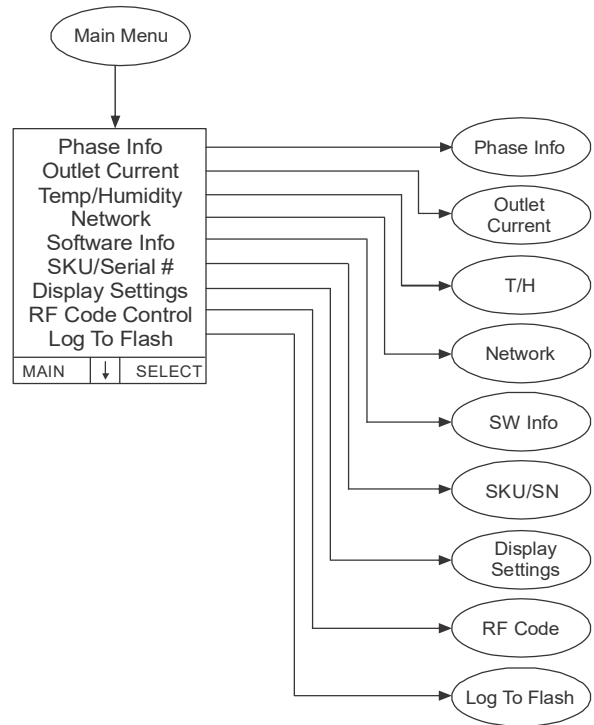 Main Menu
Phase Info
Outlet Current
Temp/Humidity
Network
Software Info
SKU/Serial #
Display Settings
RF Code Control
Log To Flash
MAIN ↓ SELECT
Phase Info
Outlet
Current
T/H
Network
SW Info
SKU/SN
Display
Settings
RF Code
Log To Flash